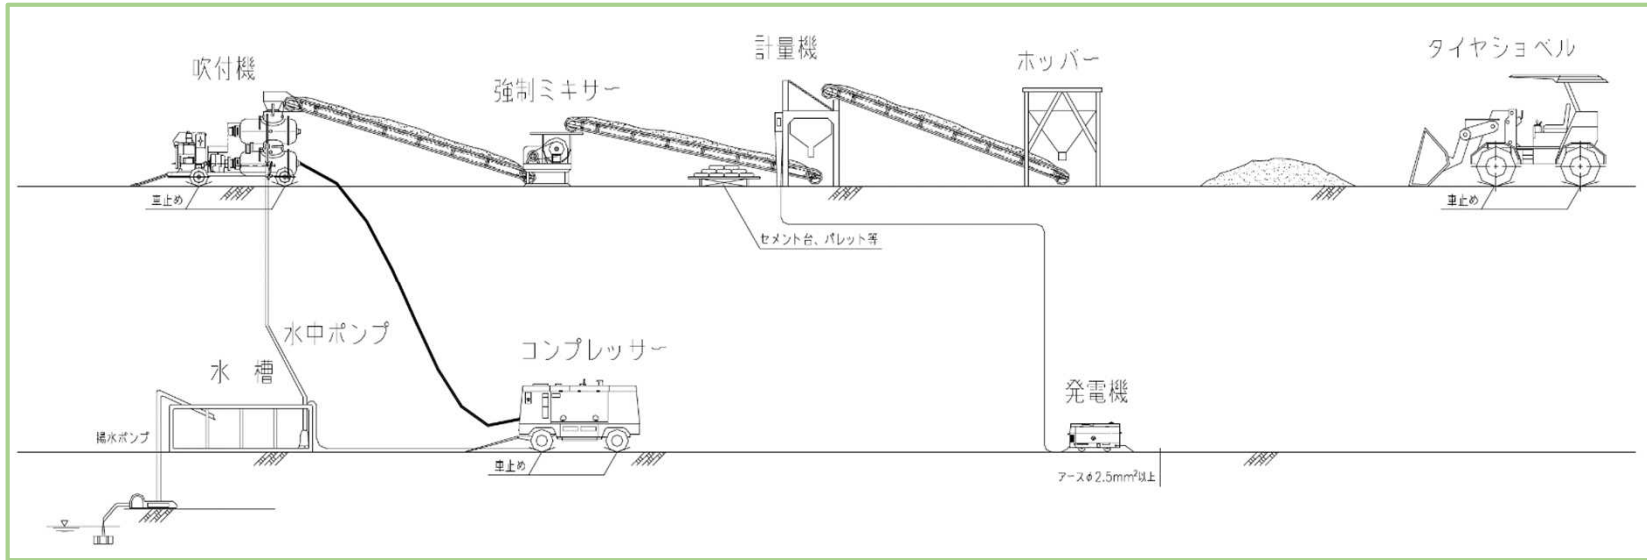 吹付機
強制ミキサー
計量機
ホッパー
タイヤショベル
車止め
セメント台、パレット等
車止め
水中ポンプ
水 槽
コンプレッサー
発電機
揚水ポンプ
車止め
アースφ2.5mm²以上